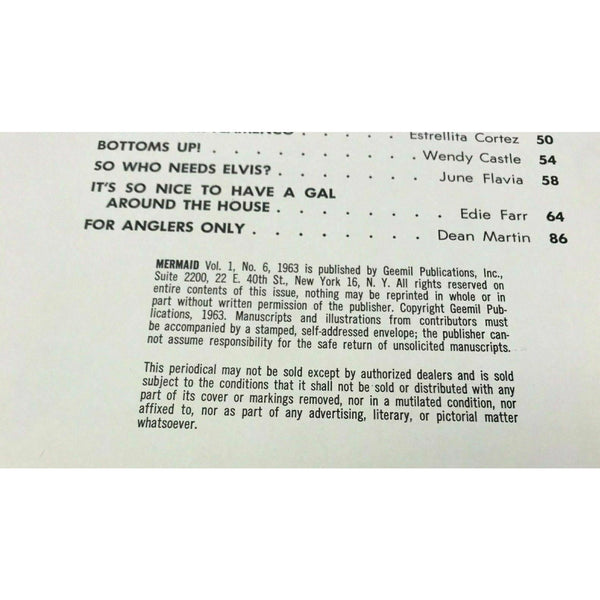 Estrellita Cortez 50
BOTTOMS UP! . . . . . . . . . . Wendy Castle 54
SO WHO NEEDS ELVIS? . . . . . . . June Flavia 58
IT'S SO NICE TO HAVE A GAL
AROUND THE HOUSE . . . . . . . . Edie Farr 64
FOR ANGLERS ONLY . . . . . . . . Dean Martin 86
MERMAID Vol. 1, No. 6, 1963 is published by Geemil Publications, Inc.,
Suite 2200, 22 E. 40th St., New York 16, N. Y. All rights reserved on
entire contents of this issue, nothing may be reprinted in whole or in
part without written permission of the publisher. Copyright Geemil Pub-
lications, 1963. Manuscripts and illustrations from contributors must
be accompanied by a stamped, self-addressed envelope; the publisher can-
not assume responsibility for the safe return of unsolicited manuscripts.
This periodical may not be sold except by authorized dealers and is sold
subject to the conditions that it shall not be sold or distributed with any
part of its cover or markings removed, nor in a mutilated condition, nor
affixed to, nor as part of any advertising, literary, or pictorial matter
whatsoever.